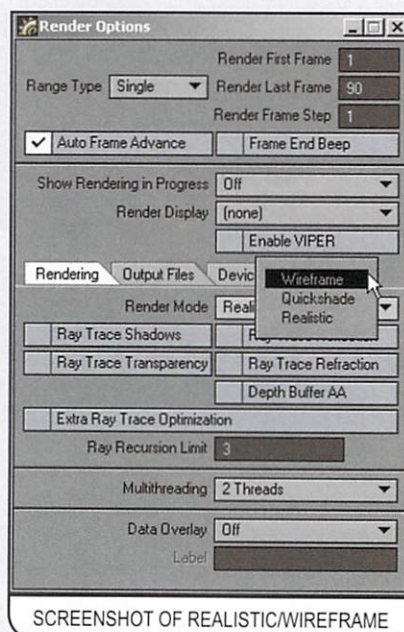 Render Options
Render First Frame 1
Range Type Single Render Last Frame 90
Render Frame Step 1
Auto Frame Advance Frame End Beep
Show Rendering in Progress Off
Render Display (none)
Enable VIPER
Rendering Output Files Devic
Wireframe
Quickshade
Realistic
Render Mode Reali
Ray Trace Shadows
Ray Trace Transparency Ray Trace Refraction
Depth Buffer AA
Extra Ray Trace Optimization
Ray Recursion Limit 3
Multithreading 2 Threads
Data Overlay Off
Label
SCREENSHOT OF REALISTIC/WIREFRAME